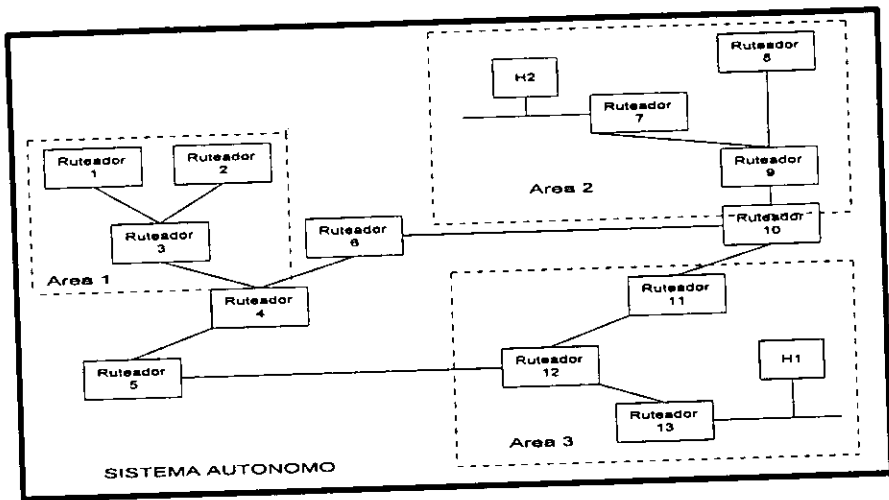 Ruteador
8
H2
Ruteador
7
Ruteador
1
Ruteador
2
Ruteador
9
Area 2
Ruteador
3
Ruteador
6
Ruteador
10
Area 1
Ruteador
4
Ruteador
11
Ruteador
5
Ruteador
12
H1
Ruteador
13
Area 3
SISTEMA AUTONOMO